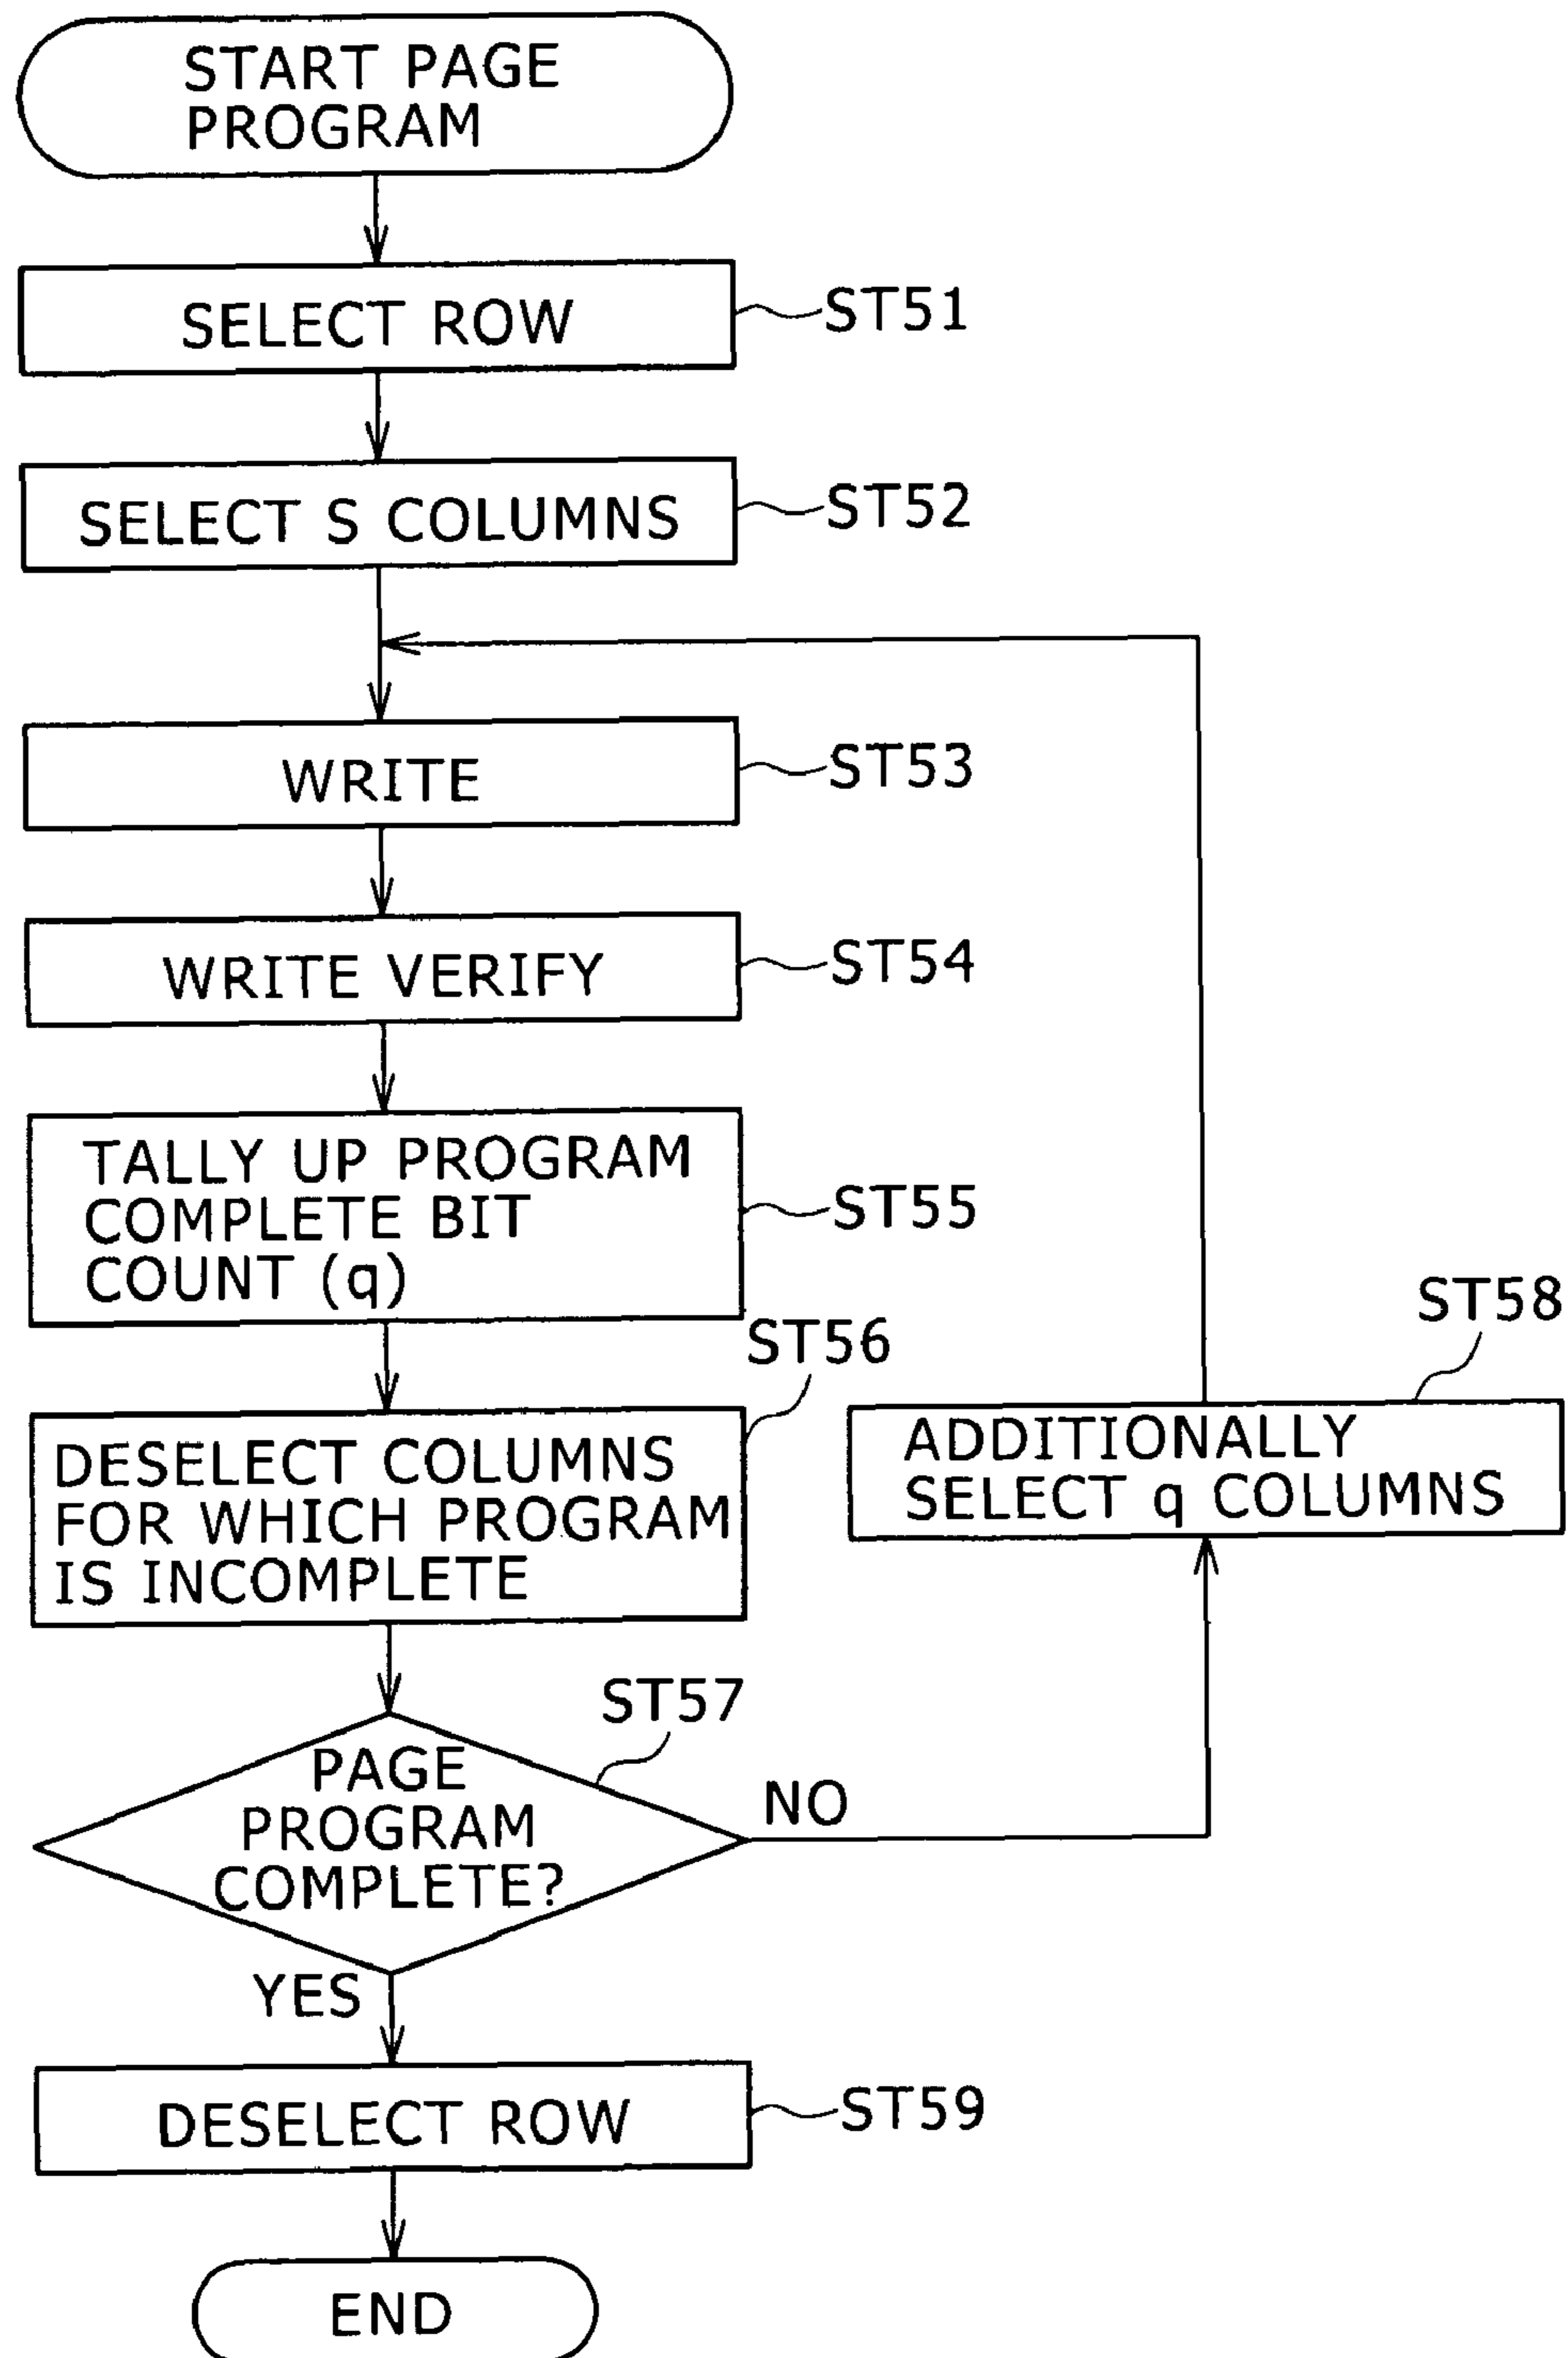 START PAGE
PROGRAM
SELECT ROW
ST51
SELECT S COLUMNS
ST52
WRITE
ST53
WRITE VERIFY
ST54
TALLY UP PROGRAM
COMPLETE BIT
COUNT (q)
ST55
ST56
DESELECT COLUMNS
FOR WHICH PROGRAM
IS INCOMPLETE
ST58
ADDITIONALLY
SELECT q COLUMNS
ST57
PAGE
PROGRAM
COMPLETE?
NO
YES
DESELECT ROW
ST59
END